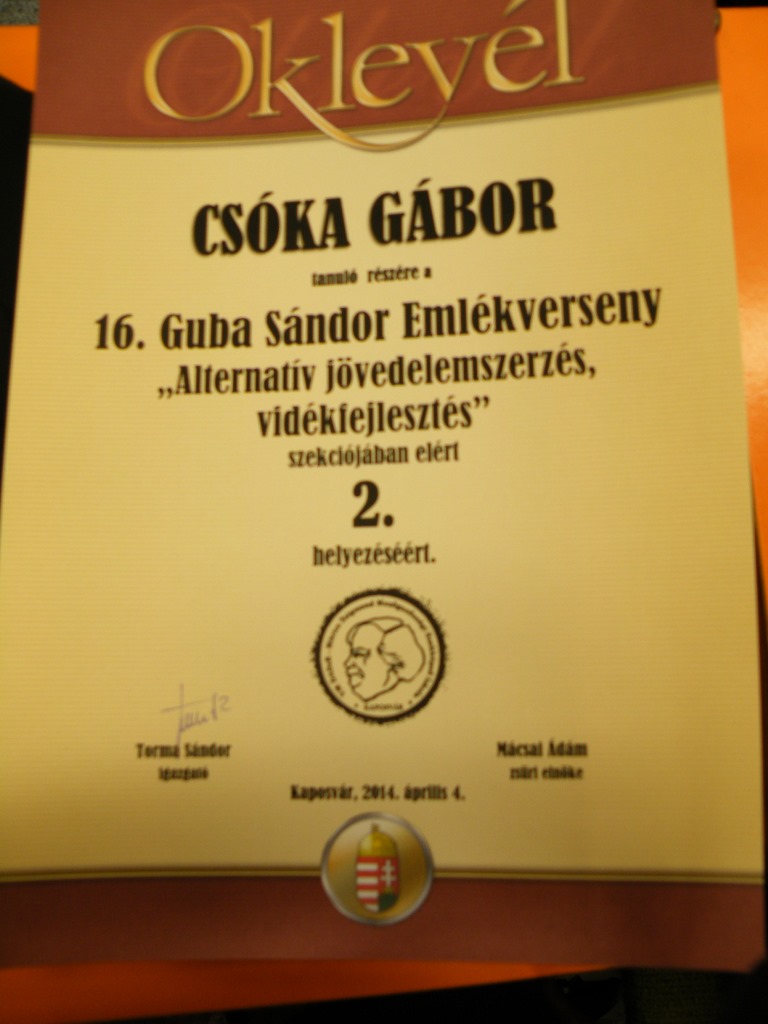 Oklevél
CSÓKA GÁBOR
tanuló részére a
16. Guba Sándor Emlékverseny
„Alternatív jövedelemszerzés,
vidékfejlesztés”
szekciójában elért
2.
helyezéséért.
Torma Sándor
igazgató
Mácsai Ádám
zsűri elnöke
Kaposvár, 2014. április 4.